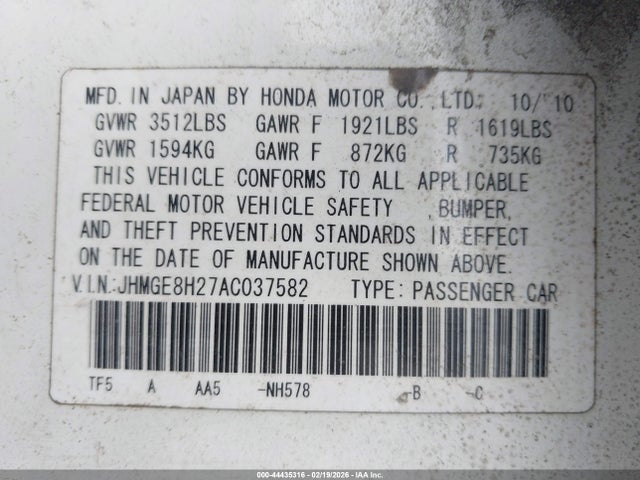 MFD. IN JAPAN BY HONDA MOTOR CO., LTD. 10/'10
GVWR 3512LBS GAWR F 1921LBS R 1619LBS
GVWR 1594KG GAWR F 872KG R 735KG
THIS VEHICLE CONFORMS TO ALL APPLICABLE
FEDERAL MOTOR VEHICLE SAFETY , BUMPER,
AND THEFT PREVENTION STANDARDS IN EFFECT
ON THE DATE OF MANUFACTURE SHOWN ABOVE.
V.I.N.:JHMGE8H27AC037582 TYPE: PASSENGER CAR
TF5 A AA5 -NH578 -B -C
000-44435316 - 02/19/2026 - IAA Inc.